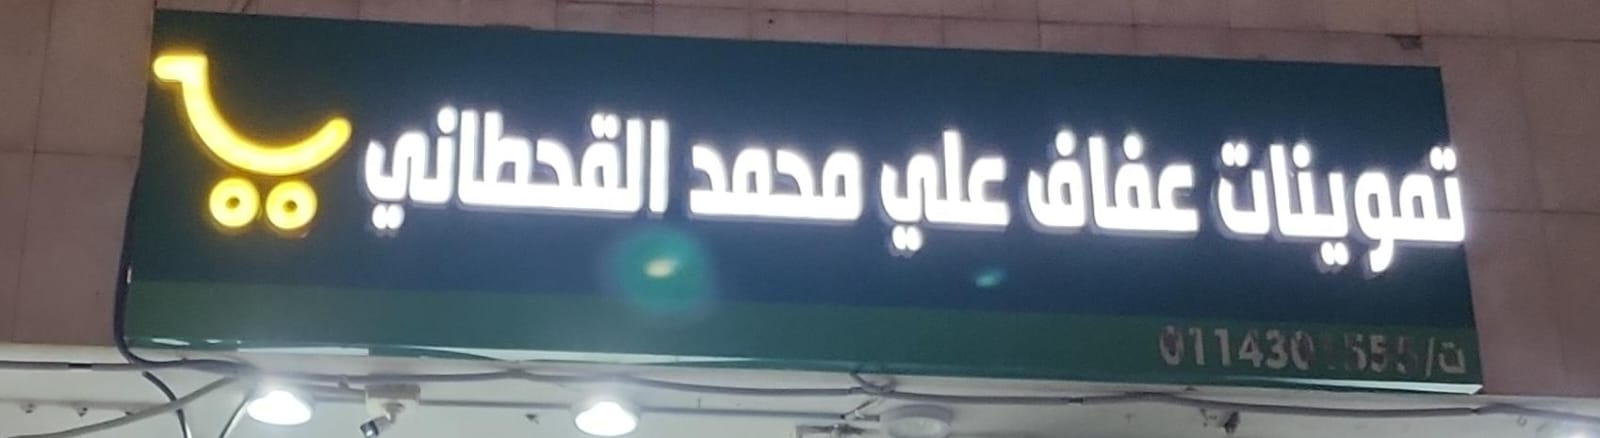 تموينات عفاف علي محمد القحطاني